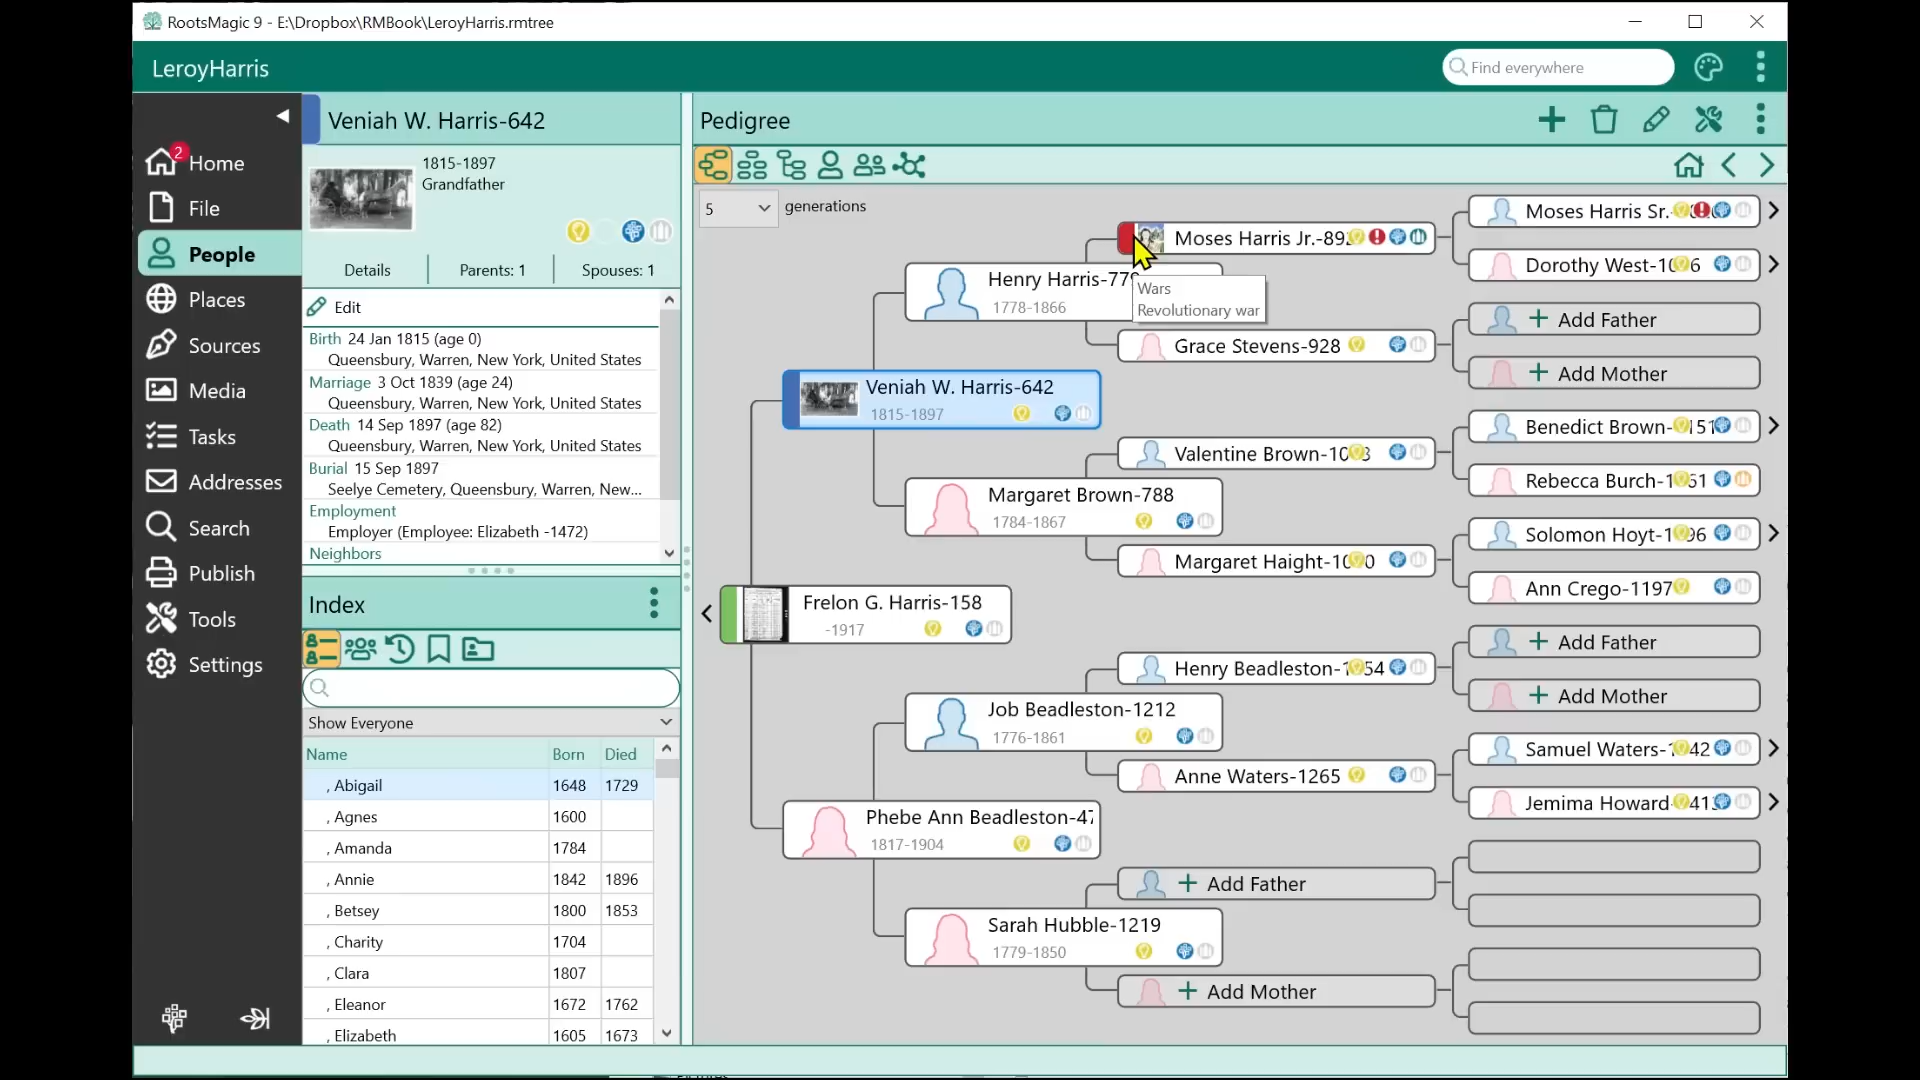 RootsMagic 9 - E:\Dropbox\RMBook\LeroyHarris.rmtree
LeroyHarris
Find everywhere
2
Home
File
People
Places
Sources
Media
Tasks
Addresses
Search
Publish
Tools
Settings
Veniah W. Harris-642
1815-1897
Grandfather
Details
Parents: 1
Spouses: 1
Edit
Birth 24 Jan 1815 (age 0)
Queensbury, Warren, New York, United States
Marriage 3 Oct 1839 (age 24)
Queensbury, Warren, New York, United States
Death 14 Sep 1897 (age 82)
Queensbury, Warren, New York, United States
Burial 15 Sep 1897
Seelye Cemetery, Queensbury, Warren, New...
Employment
Employer (Employee: Elizabeth -1472)
Neighbors
Index
Show Everyone
Name Born Died
, Abigail 1648 1729
, Agnes 1600
, Amanda 1784
, Annie 1842 1896
, Betsey 1800 1853
, Charity 1704
, Clara 1807
, Eleanor 1672 1762
, Elizabeth 1605 1673
Pedigree
5 generations
Frelon G. Harris-158
-1917
Veniah W. Harris-642
1815-1897
Phebe Ann Beadleston-47
1817-1904
Henry Harris-779
1778-1866
Wars
Revolutionary war
Margaret Brown-788
1784-1867
Job Beadleston-1212
1776-1861
Sarah Hubble-1219
1779-1850
Moses Harris Jr.-89
Grace Stevens-928
Valentine Brown-10
Margaret Haight-10
Henry Beadleston-1
Anne Waters-1265
Add Father
Add Mother
Moses Harris Sr.-
Dorothy West-10
Add Father
Add Mother
Benedict Brown-
Rebecca Burch-1
Solomon Hoyt-1
Ann Crego-1197
Add Father
Add Mother
Samuel Waters-
Jemima Howard-